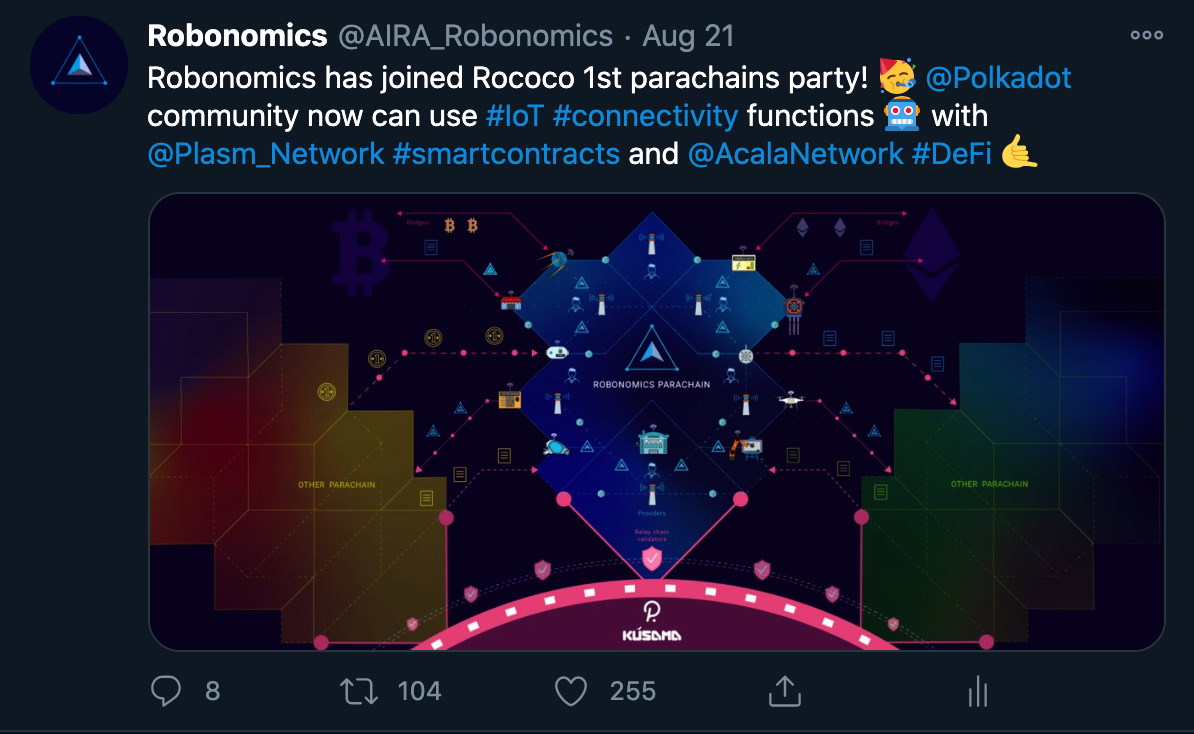 Robonomics @AIRA_Robonomics · Aug 21
Robonomics has joined Rococo 1st parachains party! 🥳 @Polkadot
community now can use #IoT #connectivity functions 🤖 with
@Plasm_Network #smartcontracts and @AcalaNetwork #DeFi 🤙
Bridges
Bridges
ROBONOMICS PARACHAIN
OTHER PARACHAIN
OTHER PARACHAIN
Providers
Relay chain
validators
KUSAMA
8 104 255